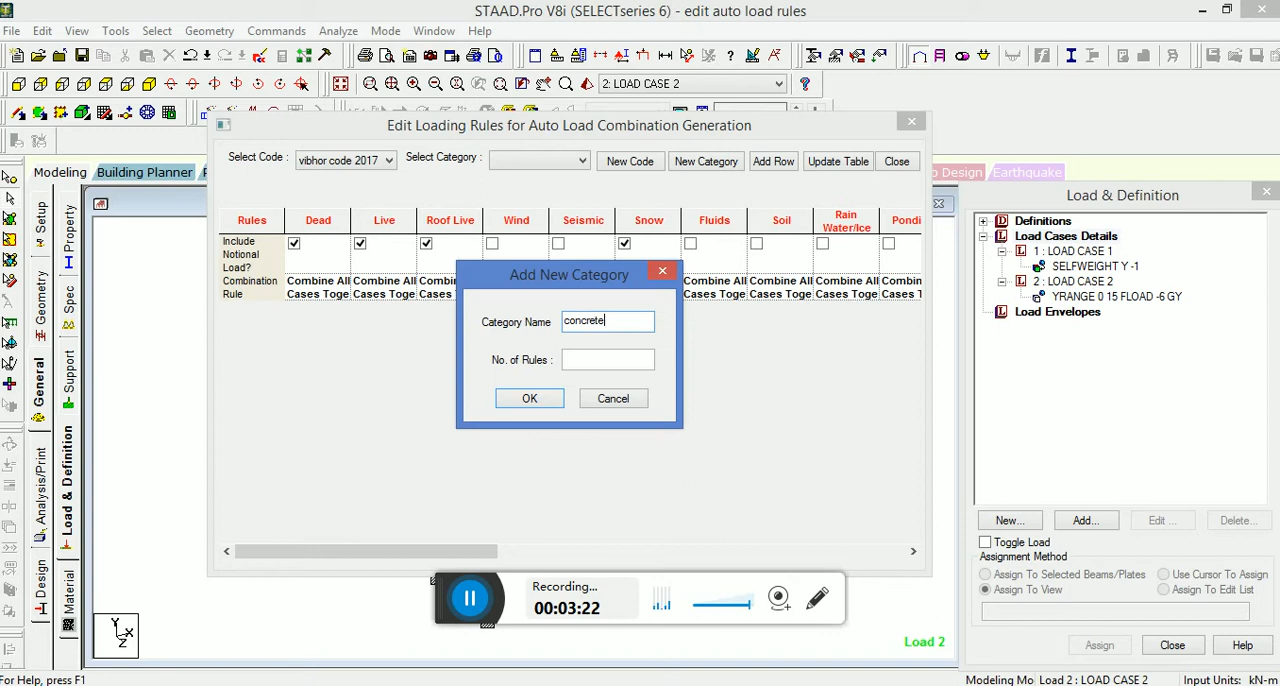 STAAD.Pro V8i (SELECTseries 6) - edit auto load rules
File Edit View Tools Select Geometry Commands Analyze Mode Window Help
2: LOAD CASE 2
Modeling Building Planner Design Earthquake
Edit Loading Rules for Auto Load Combination Generation
Select Code : vibhor code 2017 Select Category : New Code New Category Add Row Update Table Close
Rules Dead Live Roof Live Wind Seismic Snow Fluids Soil Rain Water/Ice Pondi
Include Notional Load?
Combination Rule
Combine All Combine All Combine Combine All Combine All Combine All Combin
Cases Toge Cases Toge Cases To Cases Toge Cases Toge Cases Toge Cases
Add New Category
Category Name concrete
No. of Rules :
OK Cancel
Recording...
00:03:22
Load 2
Setup
Geometry
General
Analysis/Print
Design
Property
Spec
Support
Load & Definition
Material
Load & Definition
Definitions
Load Cases Details
1 : LOAD CASE 1
SELFWEIGHT Y -1
2 : LOAD CASE 2
YRANGE 0 15 FLOAD -6 GY
Load Envelopes
New... Add... Edit ... Delete...
Toggle Load
Assignment Method
Assign To Selected Beams/Plates Use Cursor To Assign
Assign To View Assign To Edit List
Assign Close Help
For Help, press F1
Modeling Mo Load 2 : LOAD CASE 2 Input Units: kN-m